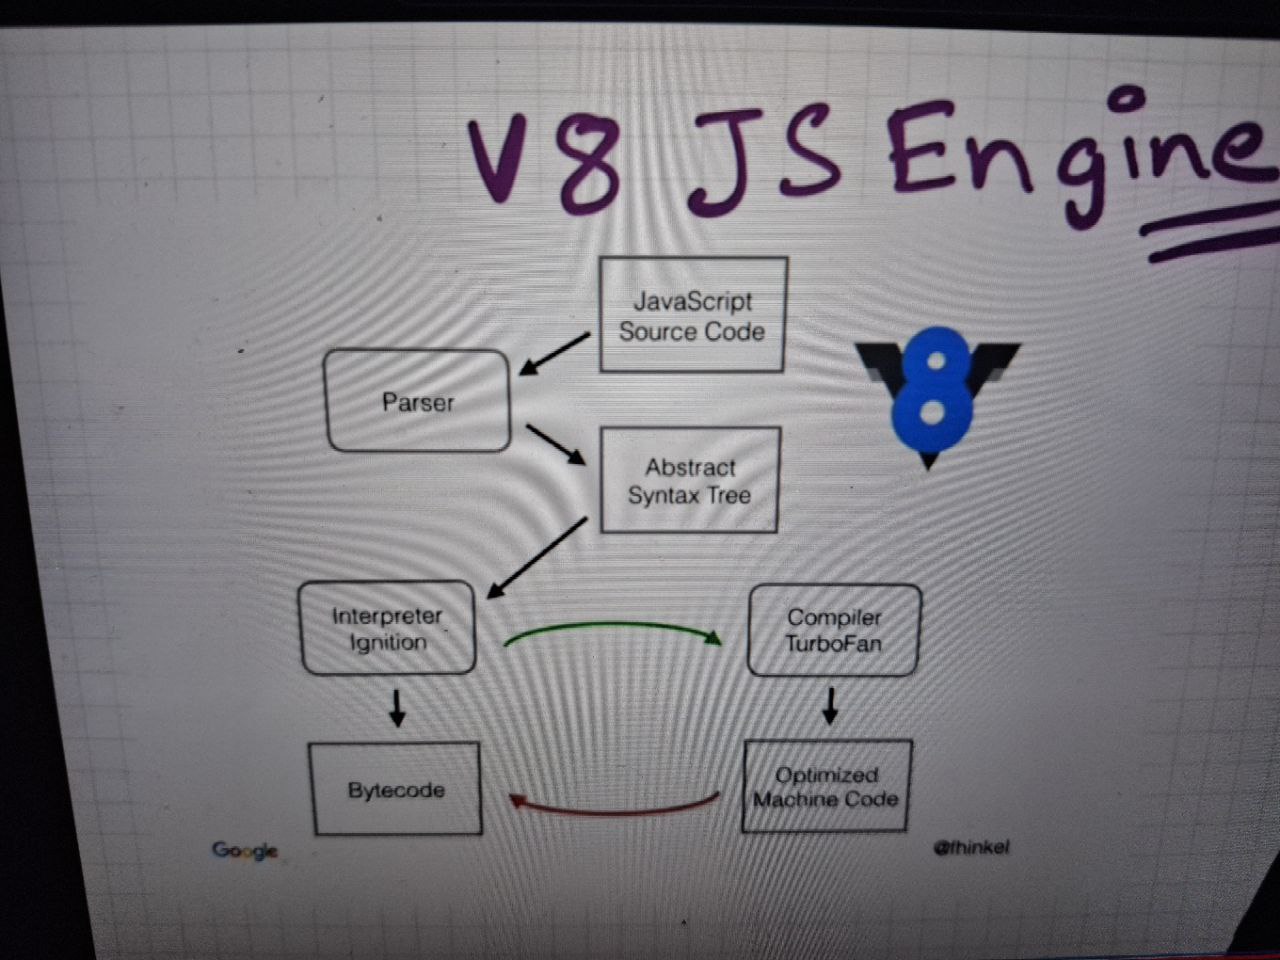 V8 JS Engine
JavaScript
Source Code
Parser
Abstract
Syntax Tree
Interpreter
Ignition
Compiler
TurboFan
Bytecode
Optimized
Machine Code
8
Google
@fhinkel